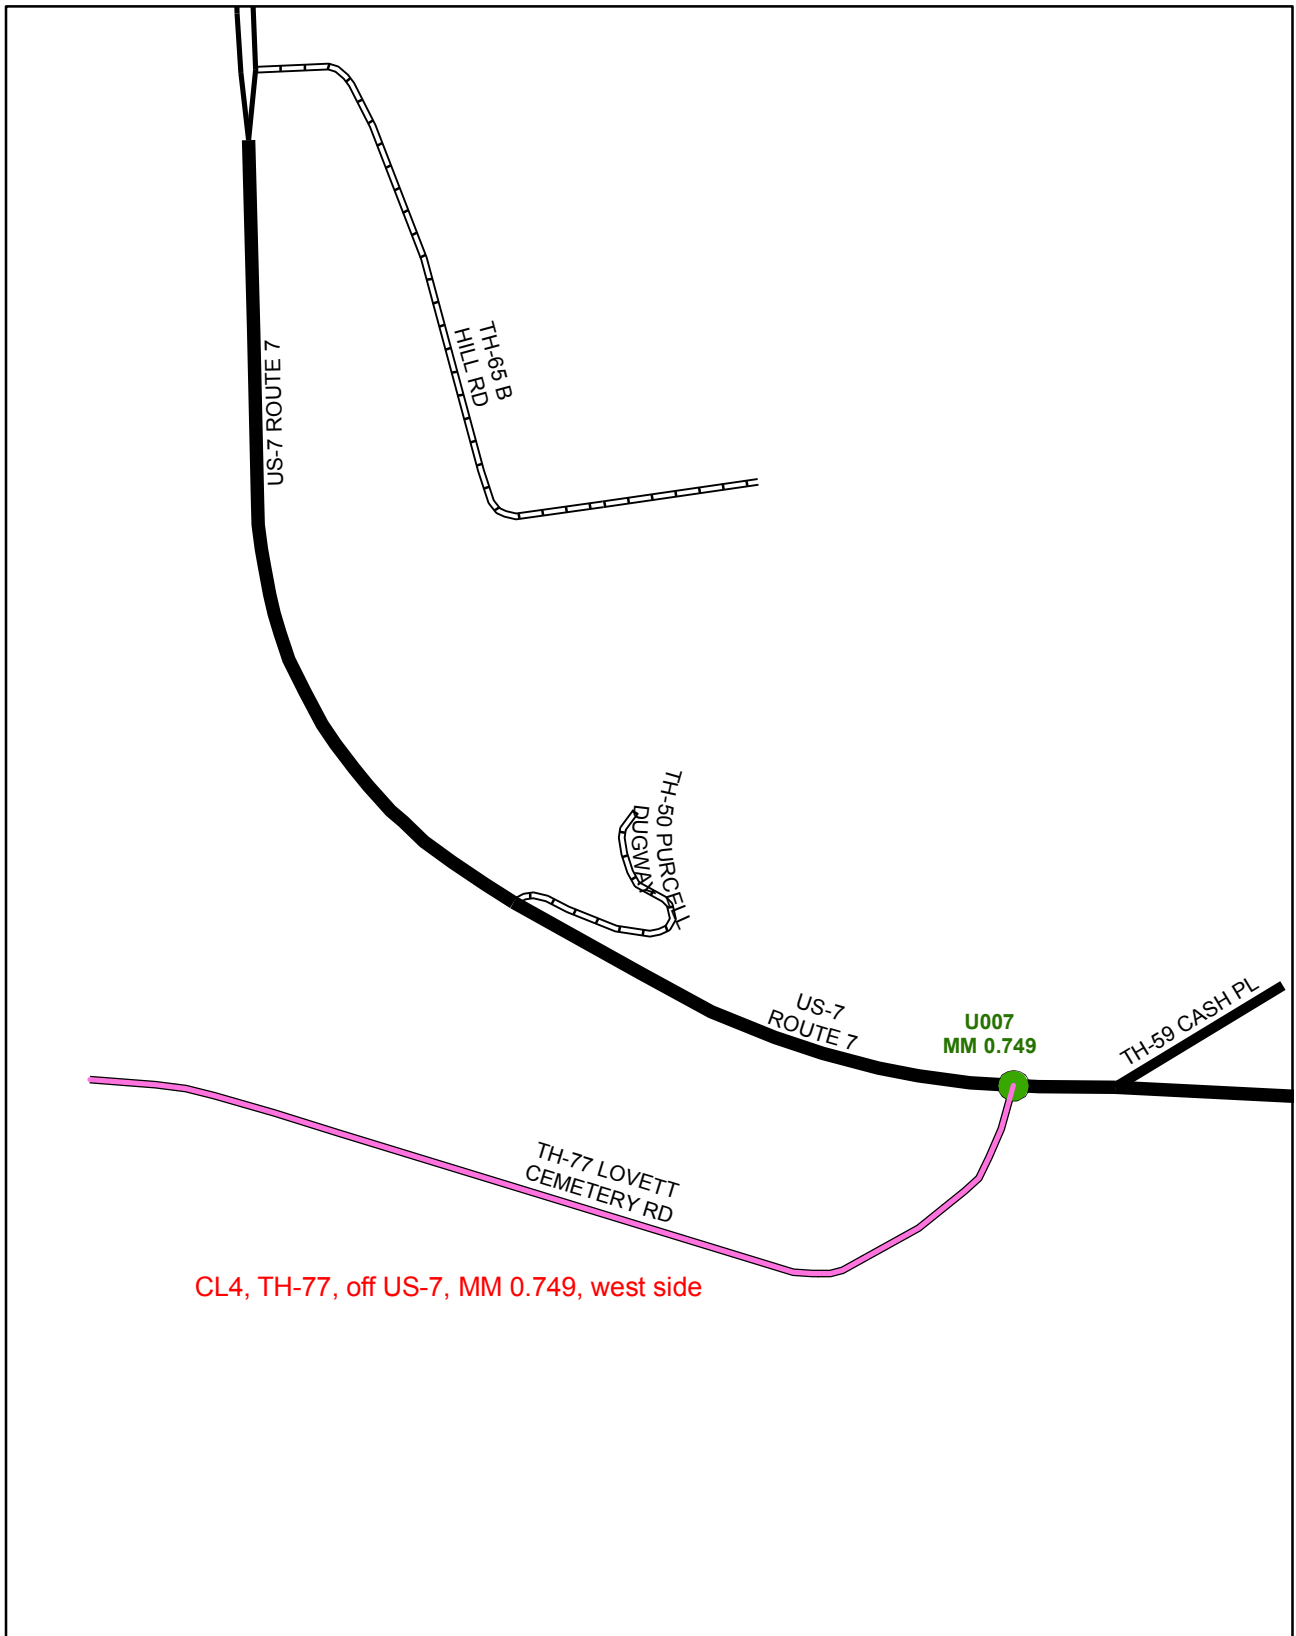 US-7 ROUTE 7
TH-65 B
HILL RD
TH-50 PURCELL
DUGWAY
US-7
ROUTE 7
U007
MM 0.749
TH-59 CASH PL
TH-77 LOVETT
CEMETERY RD
CL4, TH-77, off US-7, MM 0.749, west side